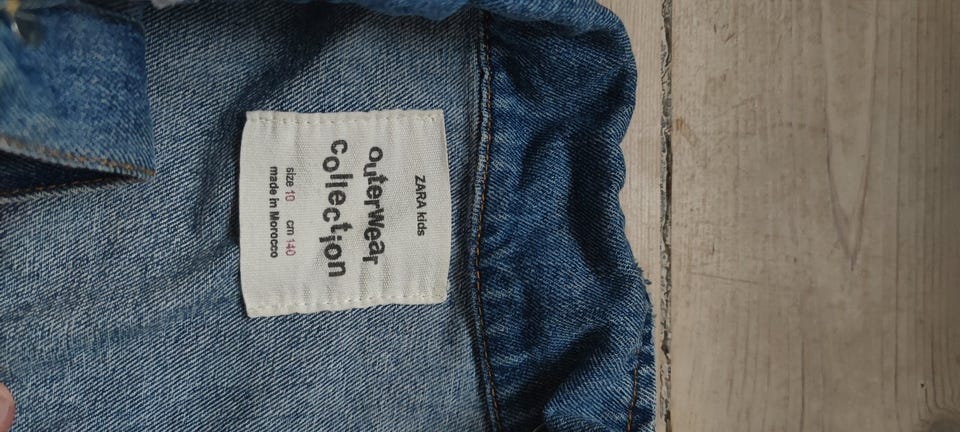 ZARA kids
outerwear
collection
size 10 cm 140
made in Morocco